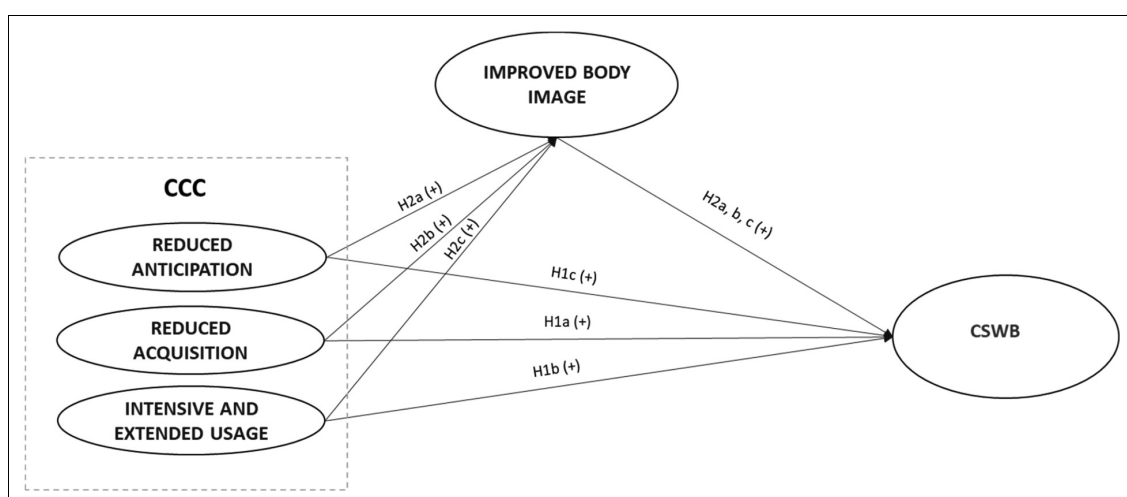 IMPROVED BODY
IMAGE
CCC
H2a (+)
H2b (+)
H2c (+)
H2a, b, c (+)
REDUCED
ANTICIPATION
H1c (+)
REDUCED
ACQUISITION
H1a (+)
CSWB
H1b (+)
INTENSIVE AND
EXTENDED USAGE